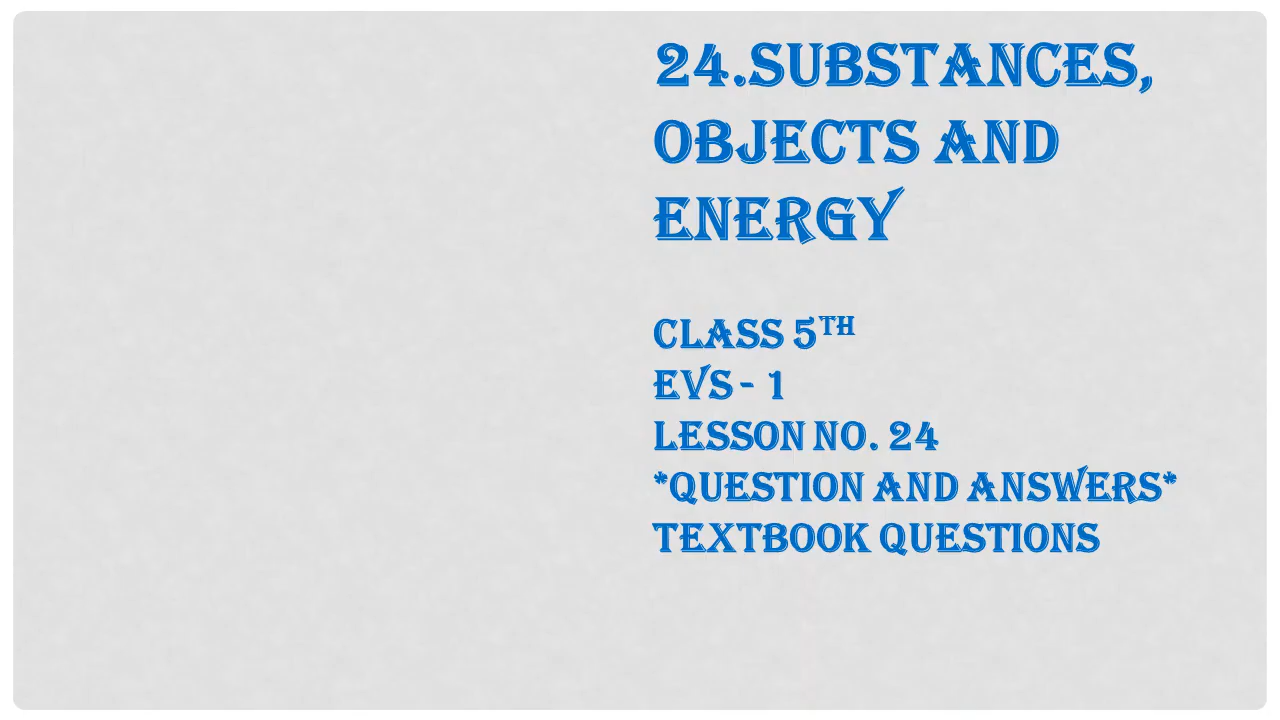 24.SUBSTANCES,
OBJECTS AND
ENERGY
CLASS 5TH
EVS - 1
LESSON NO. 24
*QUESTION AND ANSWERS*
TEXTBOOK QUESTIONS